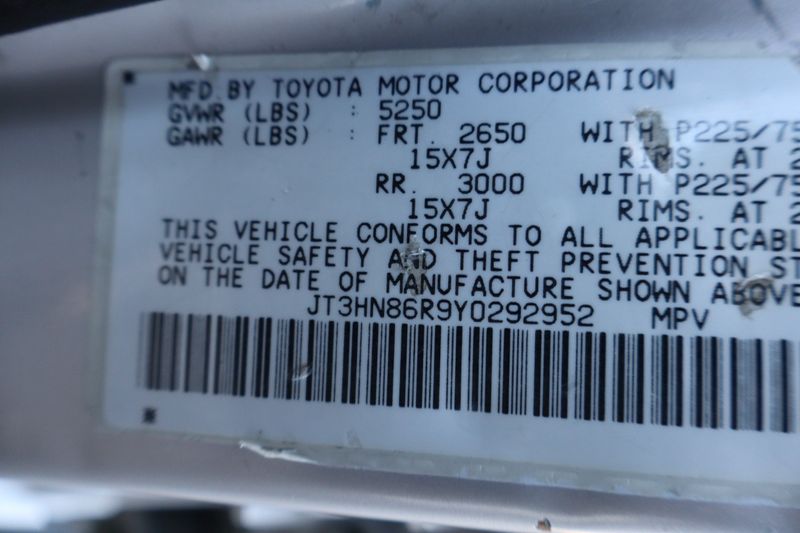 MFD. BY TOYOTA MOTOR CORPORATION
GVWR (LBS) : 5250
GAWR (LBS) : FRT. 2650 WITH P225/75
15X7J RIMS. AT 2
RR. 3000 WITH P225/75
15X7J RIMS. AT 2
THIS VEHICLE CONFORMS TO ALL APPLICABL
VEHICLE SAFETY AND THEFT PREVENTION ST
ON THE DATE OF MANUFACTURE SHOWN ABOVE
JT3HN86R9Y0292952 MPV